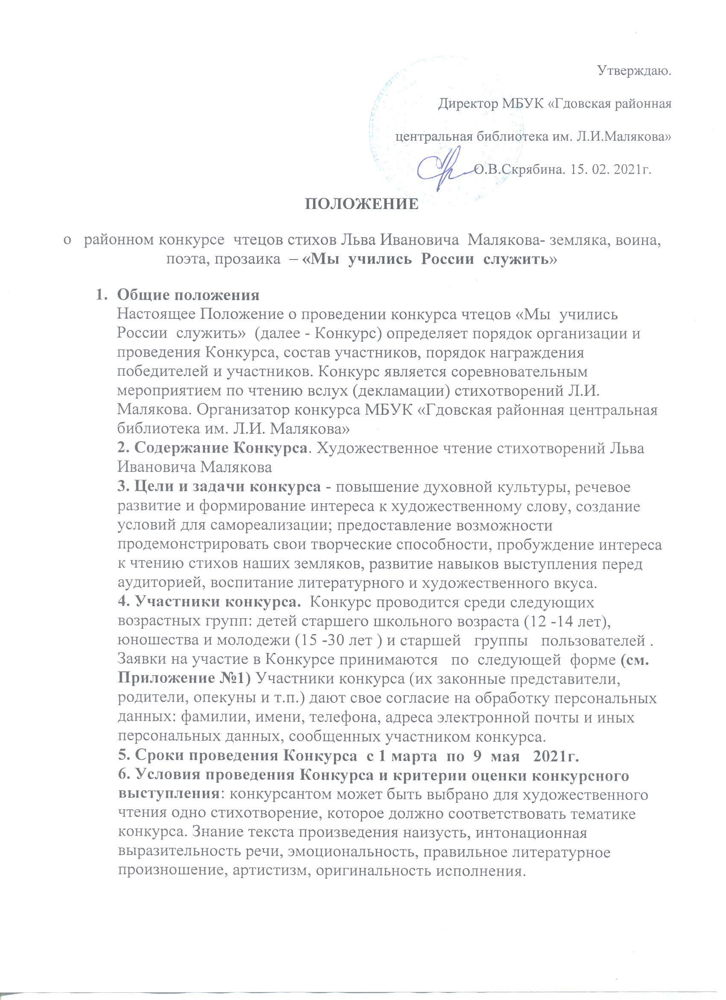 Утверждаю.
Директор МБУК «Гдовская районная
центральная библиотека им. Л.И.Малякова»
О.В.Скрябина. 15. 02. 2021г.
ПОЛОЖЕНИЕ
о районном конкурсе чтецов стихов Льва Ивановича Малякова- земляка, воина,
поэта, прозаика – «Мы учились России служить»
1. Общие положения
Настоящее Положение о проведении конкурса чтецов «Мы учились
России служить» (далее - Конкурс) определяет порядок организации и
проведения Конкурса, состав участников, порядок награждения
победителей и участников. Конкурс является соревновательным
мероприятием по чтению вслух (декламации) стихотворений Л.И.
Малякова. Организатор конкурса МБУК «Гдовская районная центральная
библиотека им. Л.И. Малякова»
2. Содержание Конкурса. Художественное чтение стихотворений Льва
Ивановича Малякова
3. Цели и задачи конкурса - повышение духовной культуры, речевое
развитие и формирование интереса к художественному слову, создание
условий для самореализации; предоставление возможности
продемонстрировать свои творческие способности, пробуждение интереса
к чтению стихов наших земляков, развитие навыков выступления перед
аудиторией, воспитание литературного и художественного вкуса.
4. Участники конкурса. Конкурс проводится среди следующих
возрастных групп: детей старшего школьного возраста (12 -14 лет),
юношества и молодежи (15 -30 лет ) и старшей группы пользователей .
Заявки на участие в Конкурсе принимаются по следующей форме (см.
Приложение №1) Участники конкурса (их законные представители,
родители, опекуны и т.п.) дают свое согласие на обработку персональных
данных: фамилии, имени, телефона, адреса электронной почты и иных
персональных данных, сообщенных участником конкурса.
5. Сроки проведения Конкурса с 1 марта по 9 мая 2021г.
6. Условия проведения Конкурса и критерии оценки конкурсного
выступления: конкурсантом может быть выбрано для художественного
чтения одно стихотворение, которое должно соответствовать тематике
конкурса. Знание текста произведения наизусть, интонационная
выразительность речи, эмоциональность, правильное литературное
произношение, артистизм, оригинальность исполнения.